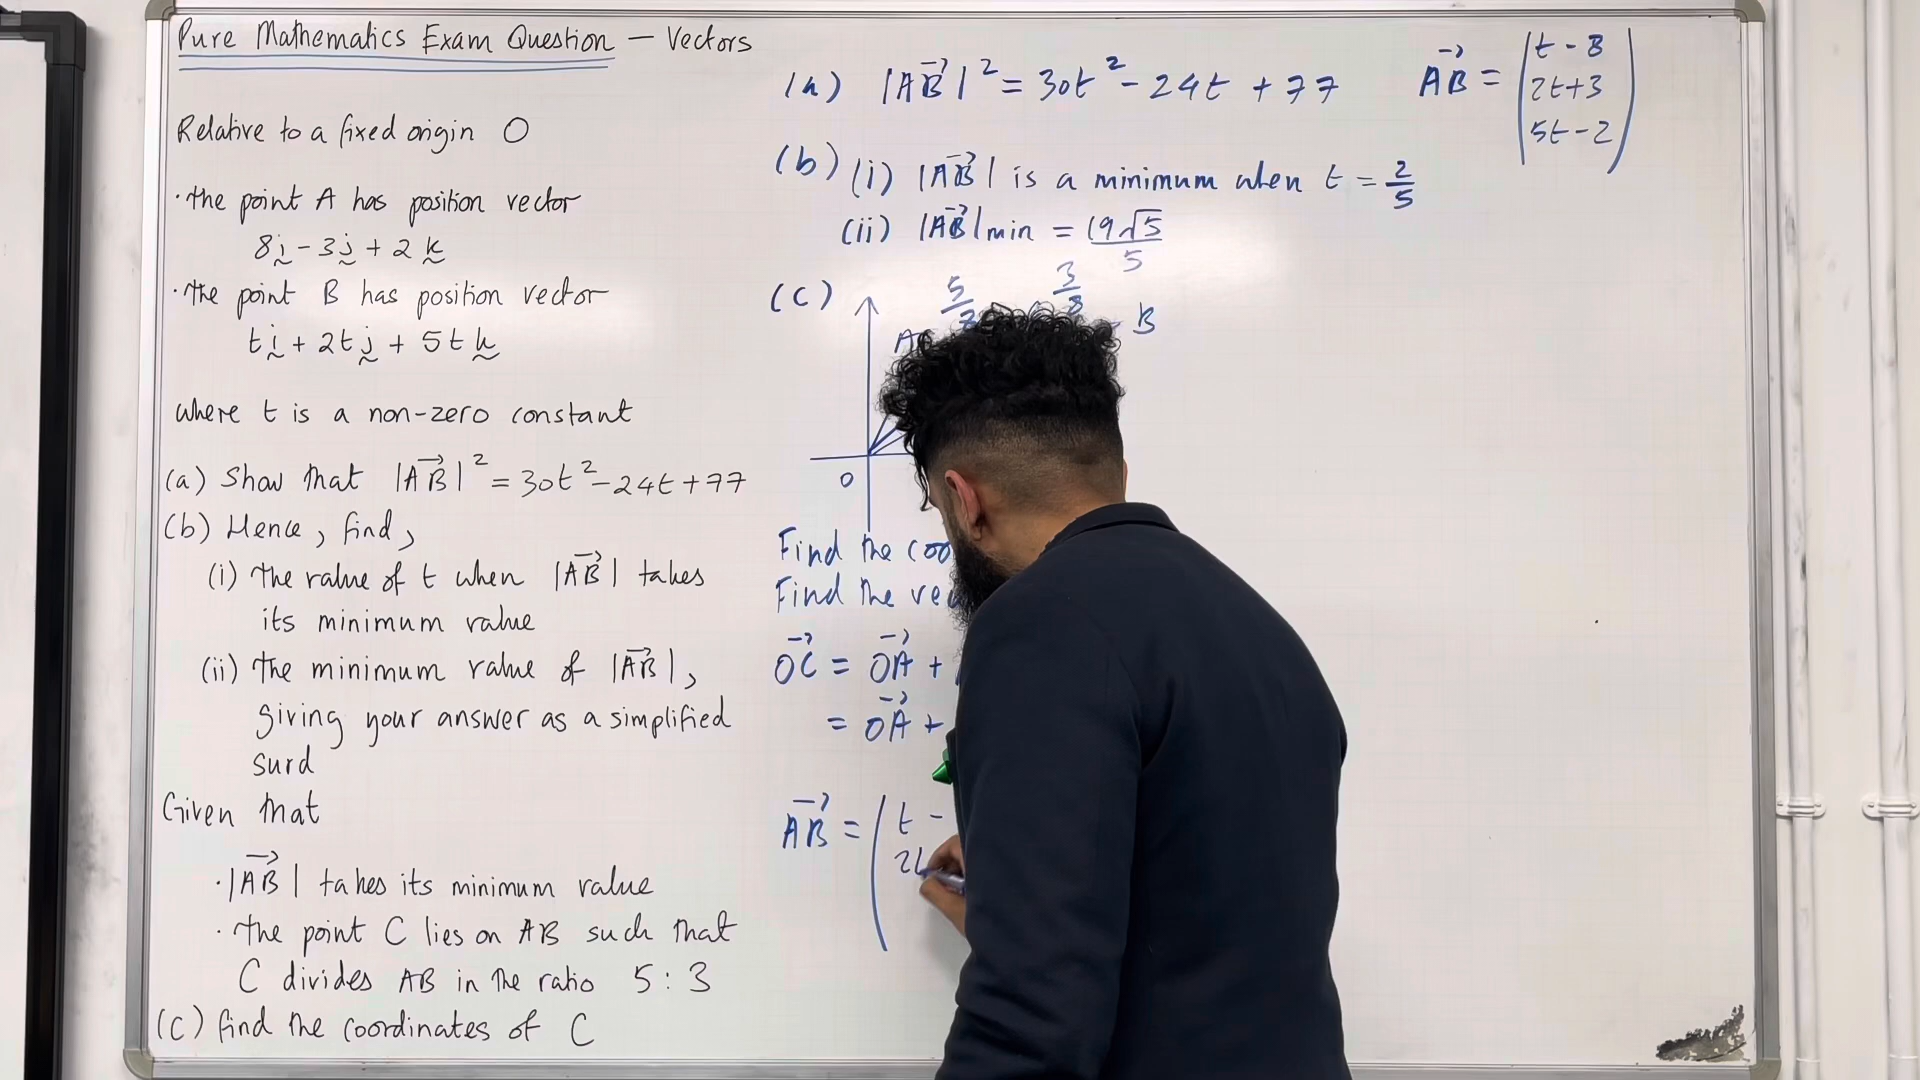 Pure Mathematics Exam Question – Vectors
Relative to a fixed origin O
· the point A has position vector
8i - 3j + 2k
· the point B has position vector
ti + 2tj + 5tk
where t is a non-zero constant
(a) Show that |AB⃗|² = 30t² - 24t + 77
(b) Hence, find,
(i) the value of t when |AB⃗| takes
its minimum value
(ii) the minimum value of |AB⃗|,
giving your answer as a simplified
surd
Given that
· |AB⃗| takes its minimum value
· the point C lies on AB such that
C divides AB in the ratio 5 : 3
(c) find the coordinates of C
(a) |AB⃗|² = 30t² - 24t + 77
AB⃗ = (t - 8
2t + 3
5t - 2)
(b) (i) |AB⃗| is a minimum when t = 2/5
(ii) |AB⃗|min = 19√5/5
(c)
5
3/8
A
B
O
Find the
Find the
OC⃗ = OA⃗ +
= OA⃗ +
AB⃗ = (t -
2t